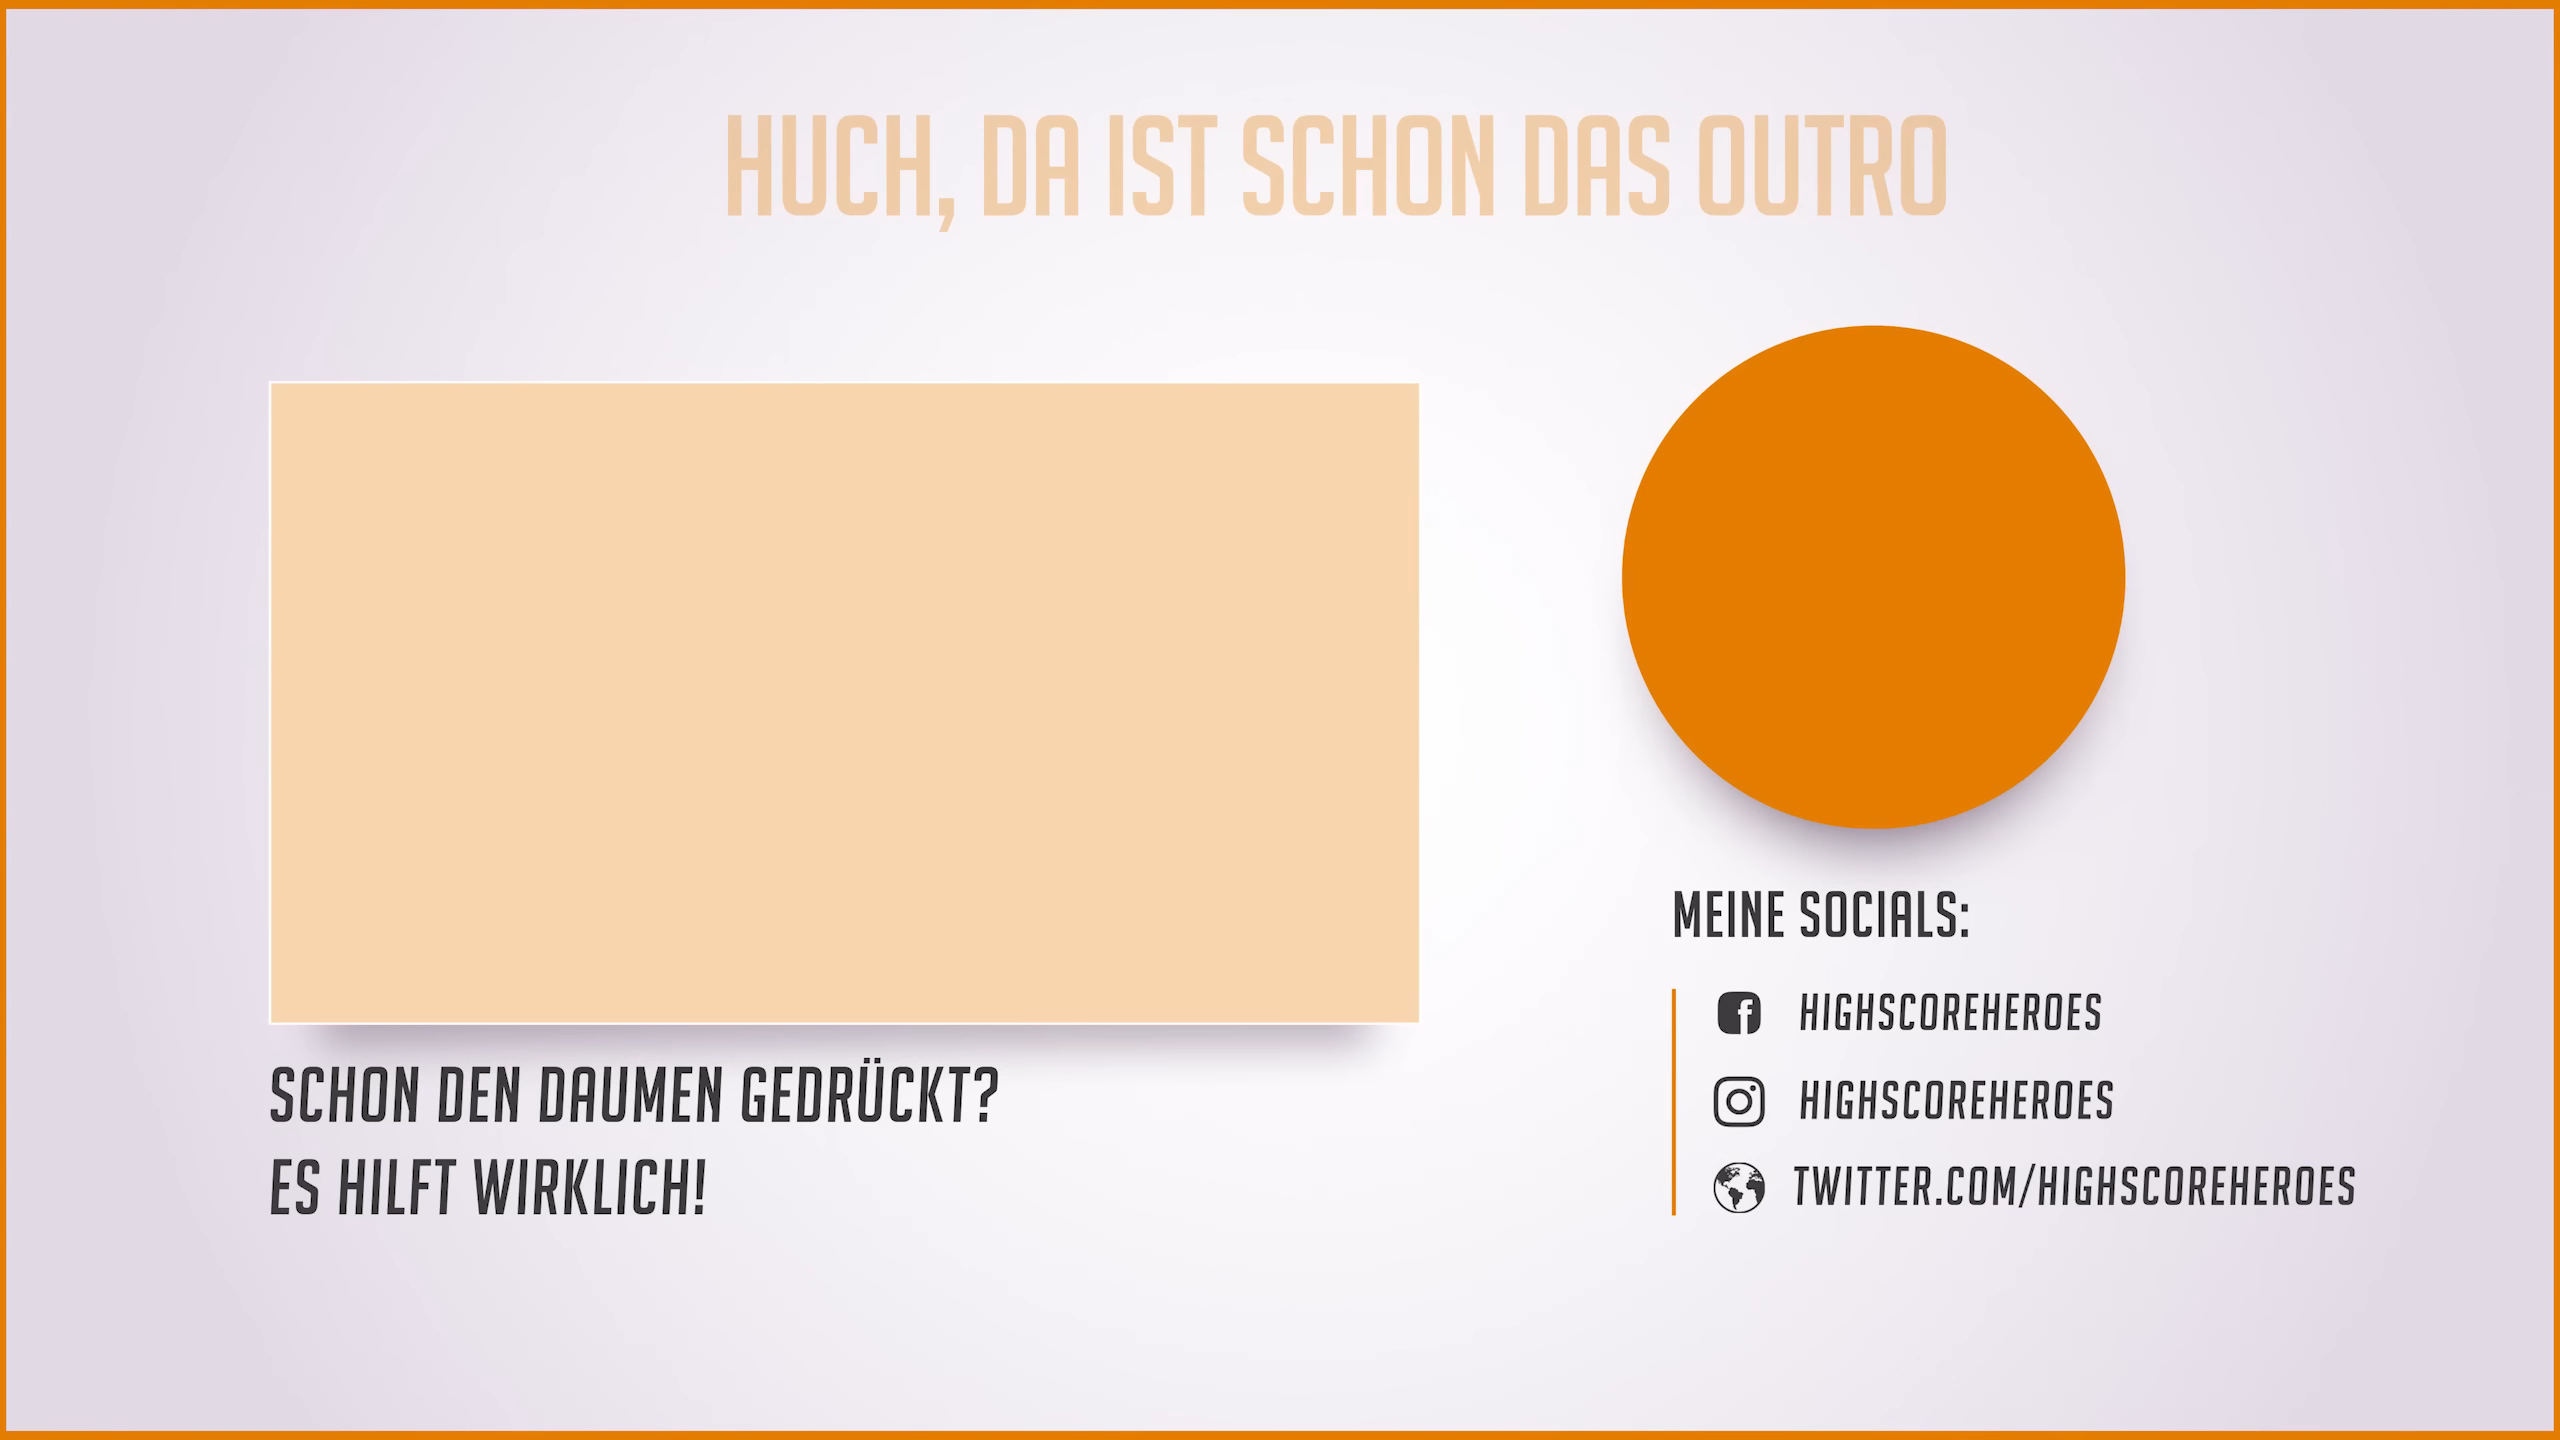 HUCH, DA IST SCHON DAS OUTRO
SCHON DEN DAUMEN GEDRÜCKT?
ES HILFT WIRKLICH!
MEINE SOCIALS:
HIGHSCOREHEROES
HIGHSCOREHEROES
TWITTER.COM/HIGHSCOREHEROES